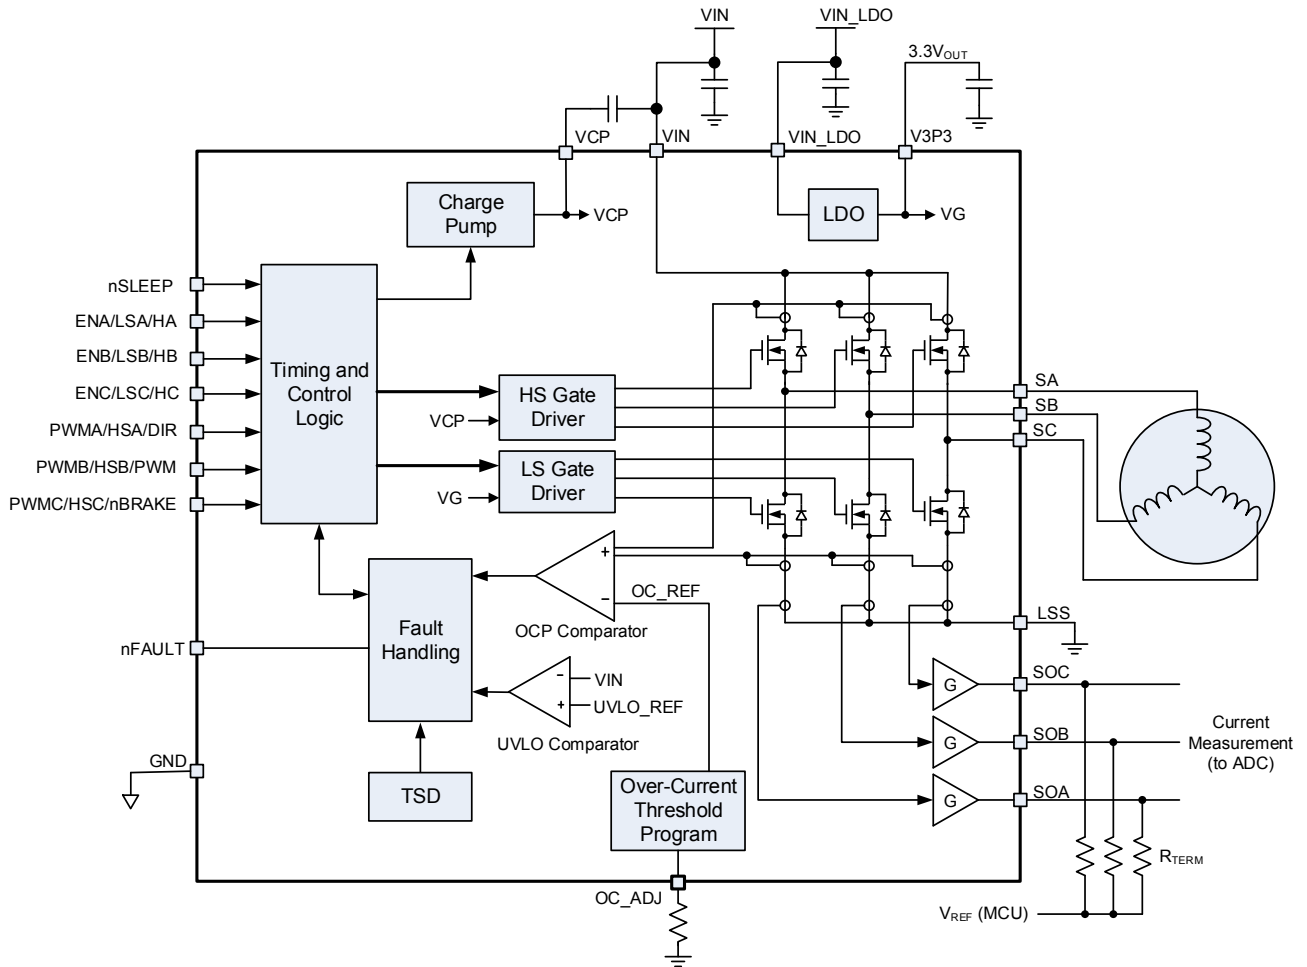 VIN
VIN_LDO
3.3VOUT
VCP
VIN
VIN_LDO
V3P3
Charge
Pump
VCP
LDO
VG
nSLEEP
ENA/LSA/HA
ENB/LSB/HB
ENC/LSC/HC
PWMA/HSA/DIR
PWMB/HSB/PWM
PWMC/HSC/nBRAKE
Timing and
Control
Logic
HS Gate
Driver
VCP
LS Gate
Driver
VG
SA
SB
SC
+
−
OC_REF
OCP Comparator
Fault
Handling
nFAULT
−
VIN
+
UVLO_REF
UVLO Comparator
LSS
G
SOC
G
SOB
G
SOA
Current
Measurement
(to ADC)
GND
TSD
Over-Current
Threshold
Program
OC_ADJ
RTERM
VREF (MCU)